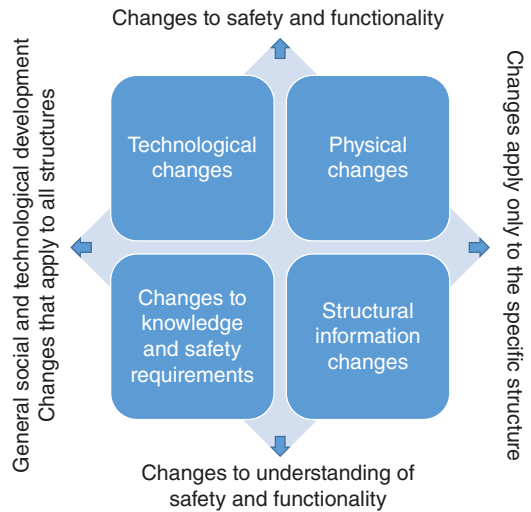 Changes to safety and functionality
General social and technological development
Changes that apply to all structures
Technological
changes
Physical
changes
Changes apply only to the specific structure
Changes to
knowledge
and safety
requirements
Structural
information
changes
Changes to understanding of
safety and functionality